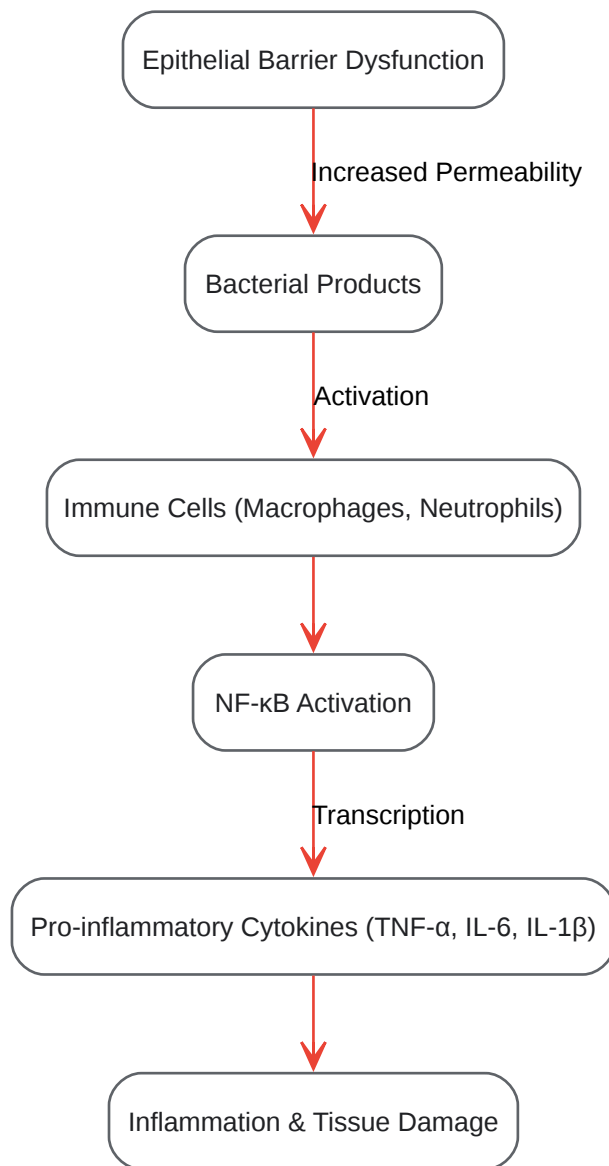 Epithelial Barrier Dysfunction
Increased Permeability
Bacterial Products
Activation
Immune Cells (Macrophages, Neutrophils)
NF-κB Activation
Transcription
Pro-inflammatory Cytokines (TNF-α, IL-6, IL-1β)
Inflammation & Tissue Damage